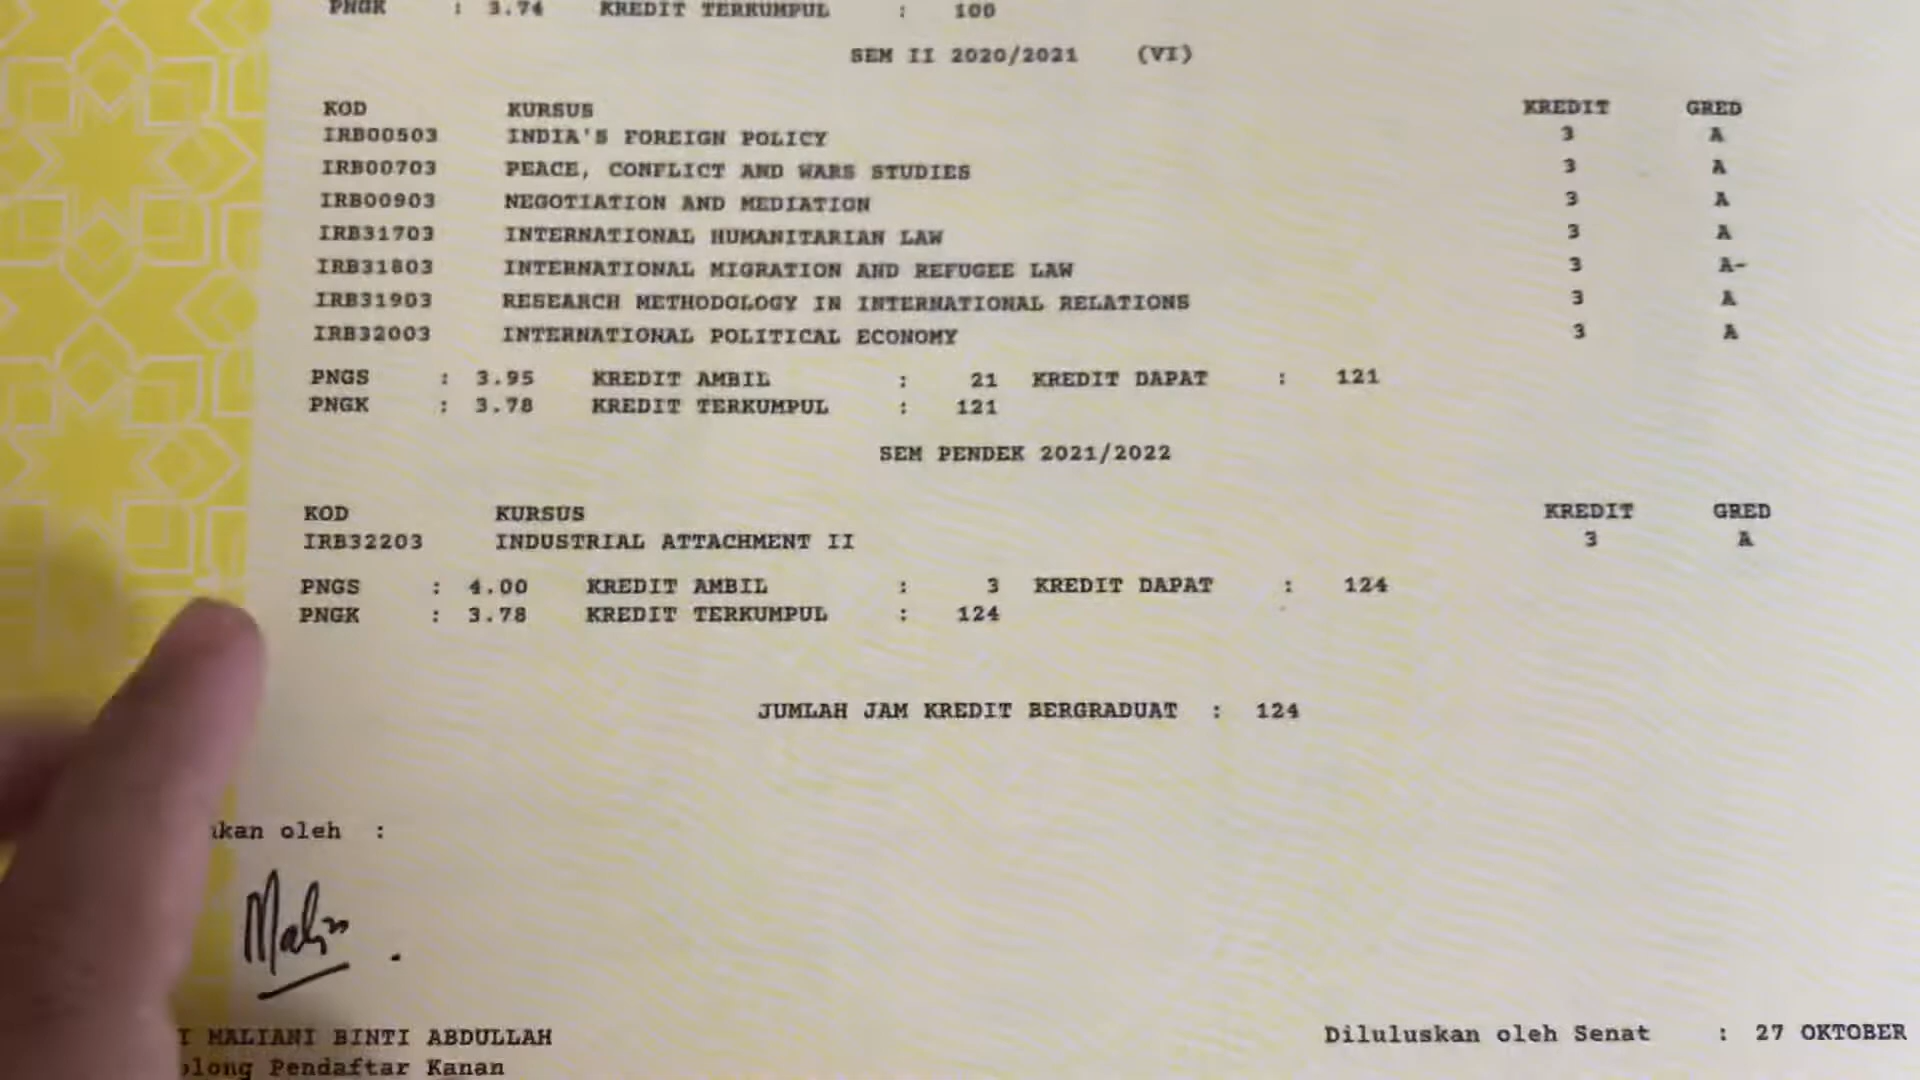 PNGK : 3.74 KREDIT TERKUMPUL : 100
SEM II 2020/2021 (VI)
KOD KURSUS KREDIT GRED
IRB00503 INDIA'S FOREIGN POLICY 3 A
IRB00703 PEACE, CONFLICT AND WARS STUDIES 3 A
IRB00903 NEGOTIATION AND MEDIATION 3 A
IRB31703 INTERNATIONAL HUMANITARIAN LAW 3 A
IRB31803 INTERNATIONAL MIGRATION AND REFUGEE LAW 3 A-
IRB31903 RESEARCH METHODOLOGY IN INTERNATIONAL RELATIONS 3 A
IRB32003 INTERNATIONAL POLITICAL ECONOMY 3 A
PNGS : 3.95 KREDIT AMBIL : 21 KREDIT DAPAT : 121
PNGK : 3.78 KREDIT TERKUMPUL : 121
SEM PENDEK 2021/2022
KOD KURSUS KREDIT GRED
IRB32203 INDUSTRIAL ATTACHMENT II 3 A
PNGS : 4.00 KREDIT AMBIL : 3 KREDIT DAPAT : 124
PNGK : 3.78 KREDIT TERKUMPUL : 124
JUMLAH JAM KREDIT BERGRADUAT : 124
oleh :
MALIANI BINTI ABDULLAH
Pendaftar Kanan
Diluluskan oleh Senat : 27 OKTOBER